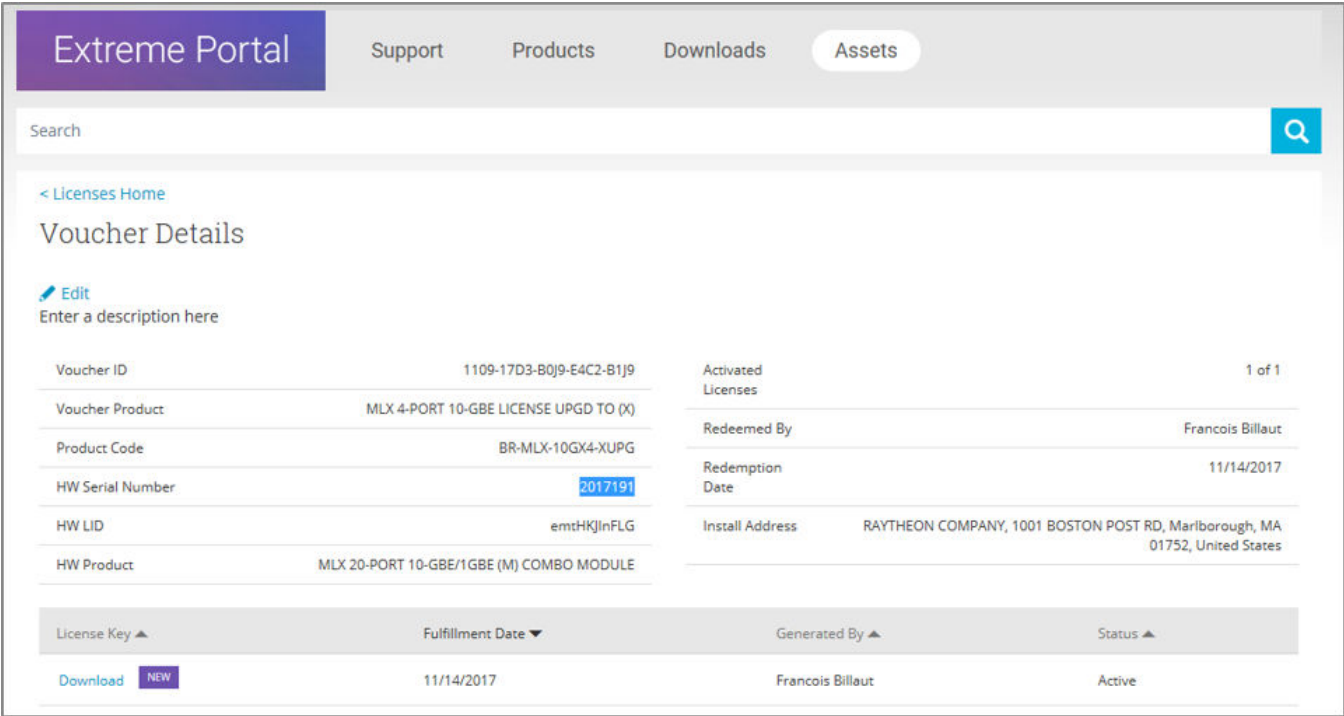 Extreme Portal Support Products Downloads Assets
Search
< Licenses Home
Voucher Details
Edit
Enter a description here
Voucher ID 1109-17D3-B0J9-E4C2-B1J9
Voucher Product MLX 4-PORT 10-GBE LICENSE UPGD TO (X)
Product Code BR-MLX-10GX4-XUPG
HW Serial Number 2017191
HW LID emtHKJInFLG
HW Product MLX 20-PORT 10-GBE/1GBE (M) COMBO MODULE
Activated 1 of 1
Licenses
Redeemed By Francois Billaut
Redemption 11/14/2017
Date
Install Address RAYTHEON COMPANY, 1001 BOSTON POST RD, Marlborough, MA
01752, United States
License Key Fulfillment Date Generated By Status
Download NEW 11/14/2017 Francois Billaut Active